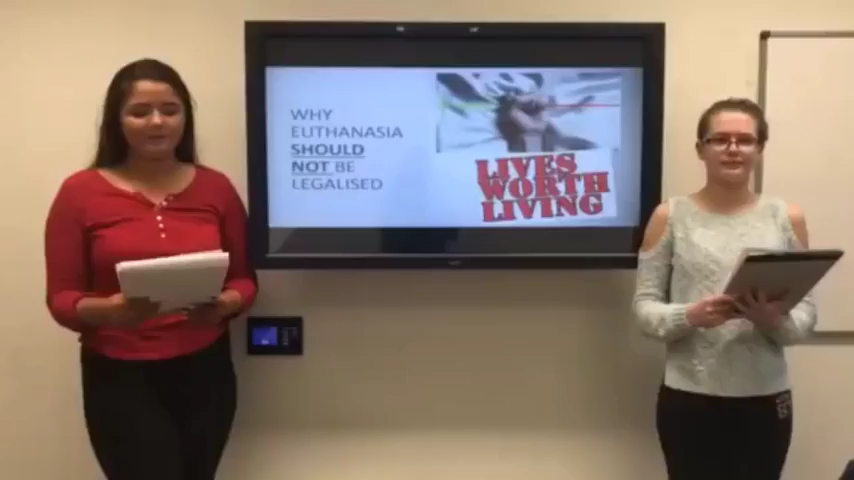 WHY
EUTHANASIA
SHOULD
NOT BE
LEGALISED
LIVES
WORTH
LIVING